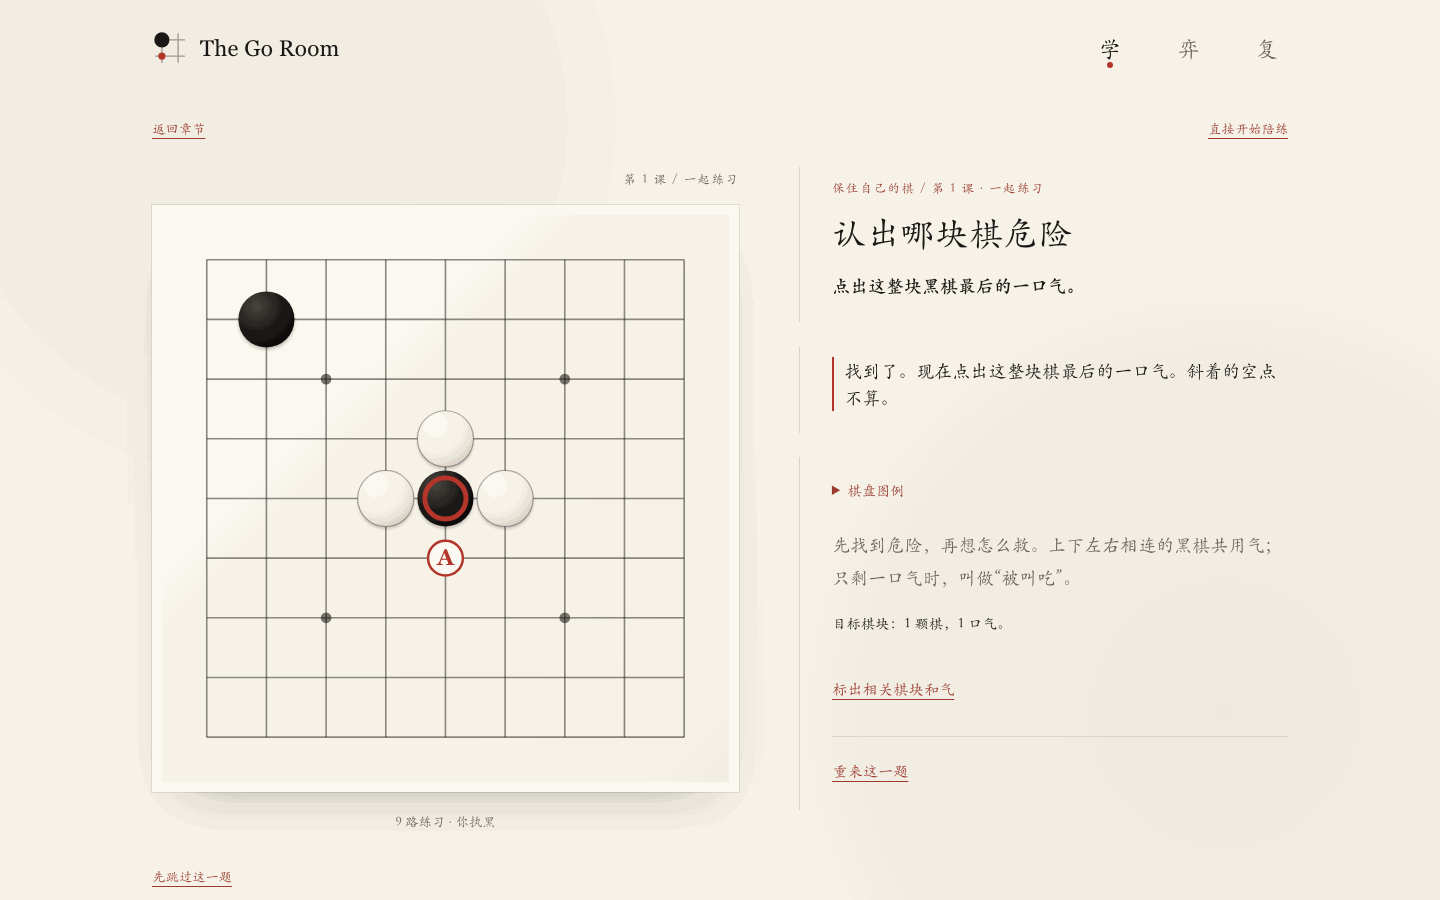 The Go Room
学
弈
复
返回章节
直接开始陪练
第 1 课 / 一起练习
A
9 路练习 · 你执黑
先跳过这一题
保住自己的棋 / 第 1 课 · 一起练习
认出哪块棋危险
点出这整块黑棋最后的一口气。
找到了。现在点出这整块棋最后的一口气。斜着的空点
不算。
▶ 棋盘图例
先找到危险，再想怎么救。上下左右相连的黑棋共用气；
只剩一口气时，叫做“被叫吃”。
目标棋块：1 颗棋，1 口气。
标出相关棋块和气
重来这一题